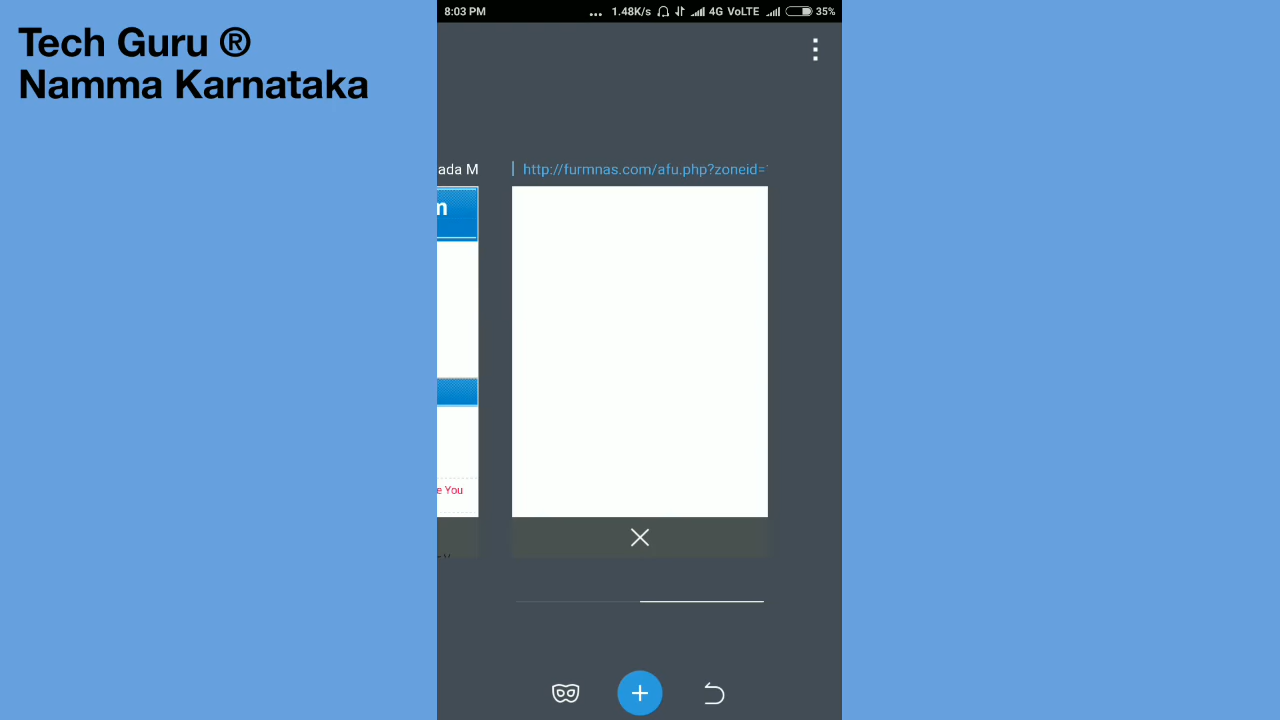 Tech Guru ®
Namma Karnataka
8:03 PM ... 1.48K/s 4G VoLTE 35%
ada M
http://furmnas.com/afu.php?zoneid=
m
e You